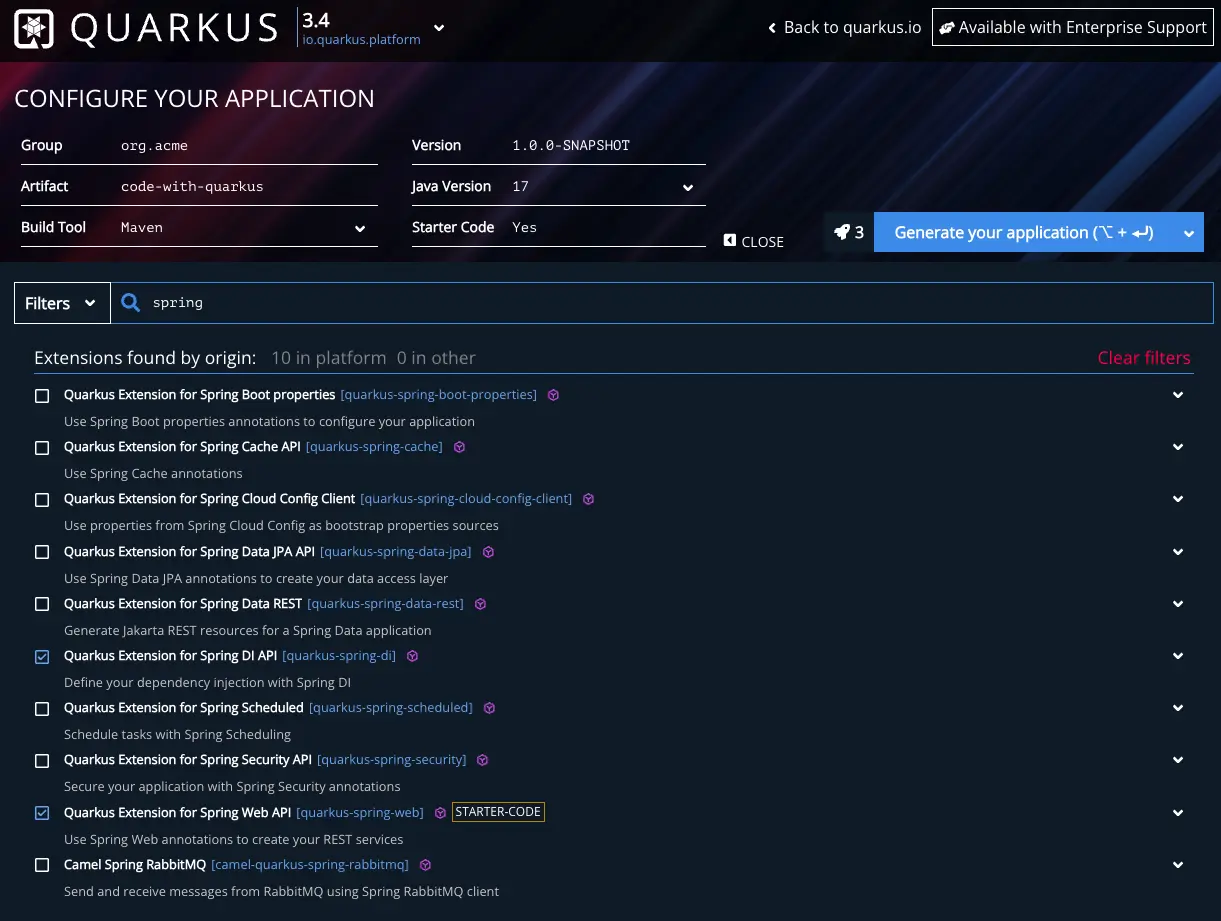 QUARKUS 3.4 io.quarkus.platform Back to quarkus.io Available with Enterprise Support
CONFIGURE YOUR APPLICATION
Group org.acme Version 1.0.0-SNAPSHOT
Artifact code-with-quarkus Java Version 17
Build Tool Maven Starter Code Yes
CLOSE 3 Generate your application (⌥ + ⏎)
Filters spring
Extensions found by origin: 10 in platform 0 in other Clear filters
Quarkus Extension for Spring Boot properties [quarkus-spring-boot-properties]
Use Spring Boot properties annotations to configure your application
Quarkus Extension for Spring Cache API [quarkus-spring-cache]
Use Spring Cache annotations
Quarkus Extension for Spring Cloud Config Client [quarkus-spring-cloud-config-client]
Use properties from Spring Cloud Config as bootstrap properties sources
Quarkus Extension for Spring Data JPA API [quarkus-spring-data-jpa]
Use Spring Data JPA annotations to create your data access layer
Quarkus Extension for Spring Data REST [quarkus-spring-data-rest]
Generate Jakarta REST resources for a Spring Data application
Quarkus Extension for Spring DI API [quarkus-spring-di]
Define your dependency injection with Spring DI
Quarkus Extension for Spring Scheduled [quarkus-spring-scheduled]
Schedule tasks with Spring Scheduling
Quarkus Extension for Spring Security API [quarkus-spring-security]
Secure your application with Spring Security annotations
Quarkus Extension for Spring Web API [quarkus-spring-web] STARTER-CODE
Use Spring Web annotations to create your REST services
Camel Spring RabbitMQ [camel-quarkus-spring-rabbitmq]
Send and receive messages from RabbitMQ using Spring RabbitMQ client